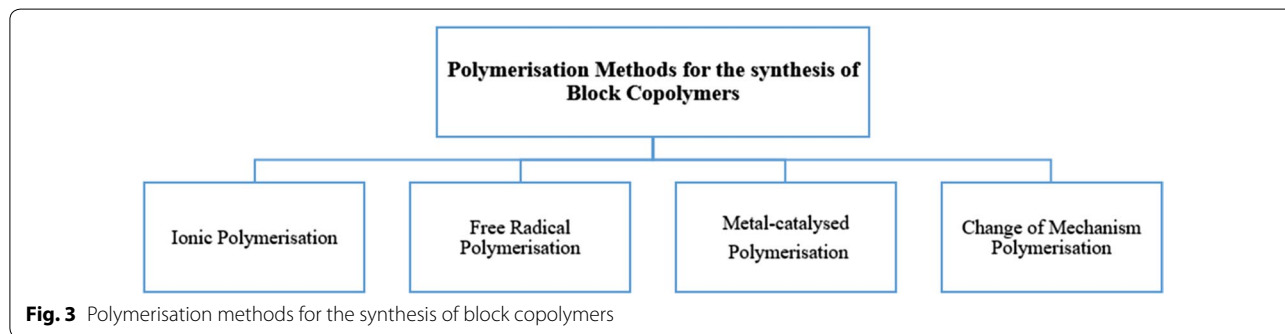 Polymerisation Methods for the synthesis of
Block Copolymers
Ionic Polymerisation
Free Radical
Polymerisation
Metal-catalysed
Polymerisation
Change of Mechanism
Polymerisation
Fig. 3 Polymerisation methods for the synthesis of block copolymers